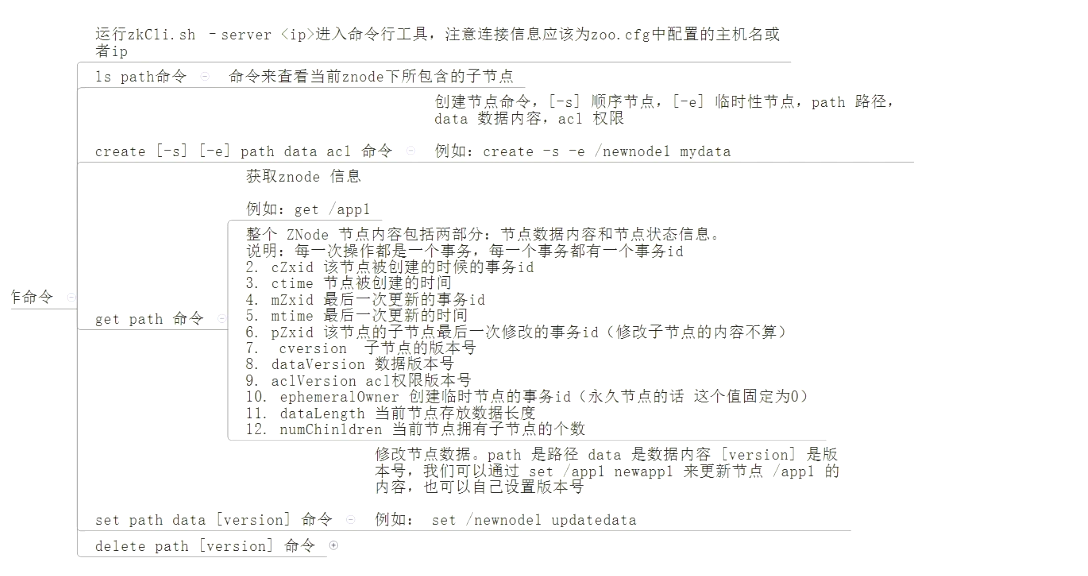 运行zkCli.sh -server <ip>进入命令行工具，注意连接信息应该为zoo.cfg中配置的主机名或
者ip
ls path命令
命令来查看当前znode下所包含的子节点
创建节点命令，[-s] 顺序节点，[-e] 临时性节点，path 路径，
data 数据内容，acl 权限
create [-s] [-e] path data acl 命令
例如：create -s -e /newnode1 mydata
获取znode 信息
例如：get /app1
整个 ZNode 节点内容包括两部分：节点数据内容和节点状态信息。
说明：每一次操作都是一个事务，每一个事务都有一个事务id
2. cZxid 该节点被创建的时候的事务id
3. ctime 节点被创建的时间
4. mZxid 最后一次更新的事务id
5. mtime 最后一次更新的时间
6. pZxid 该节点的子节点最后一次修改的事务id（修改子节点的内容不算）
7. cversion 子节点的版本号
8. dataVersion 数据版本号
9. aclVersion acl权限版本号
10. ephemeralOwner 创建临时节点的事务id（永久节点的话 这个值固定为0）
11. dataLength 当前节点存放数据长度
12. numChin1dren 当前节点拥有子节点的个数
作命令
get path 命令
修改节点数据。path 是路径 data 是数据内容 [version] 是版
本号，我们可以通过 set /app1 newapp1 来更新节点 /app1 的
内容，也可以自己设置版本号
set path data [version] 命令
例如： set /newnode1 updatedata
delete path [version] 命令